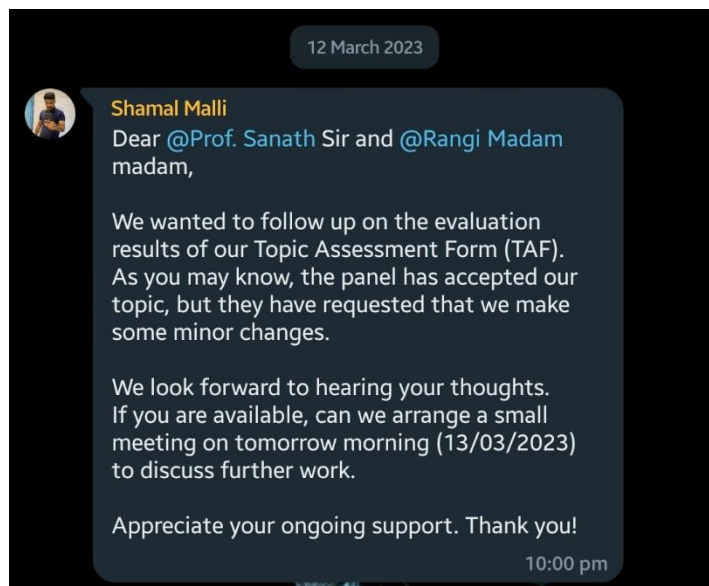 12 March 2023
Shamal Malli
Dear @Prof. Sanath Sir and @Rangi Madam
madam,
We wanted to follow up on the evaluation
results of our Topic Assessment Form (TAF).
As you may know, the panel has accepted our
topic, but they have requested that we make
some minor changes.
We look forward to hearing your thoughts.
If you are available, can we arrange a small
meeting on tomorrow morning (13/03/2023)
to discuss further work.
Appreciate your ongoing support. Thank you!
10:00 pm